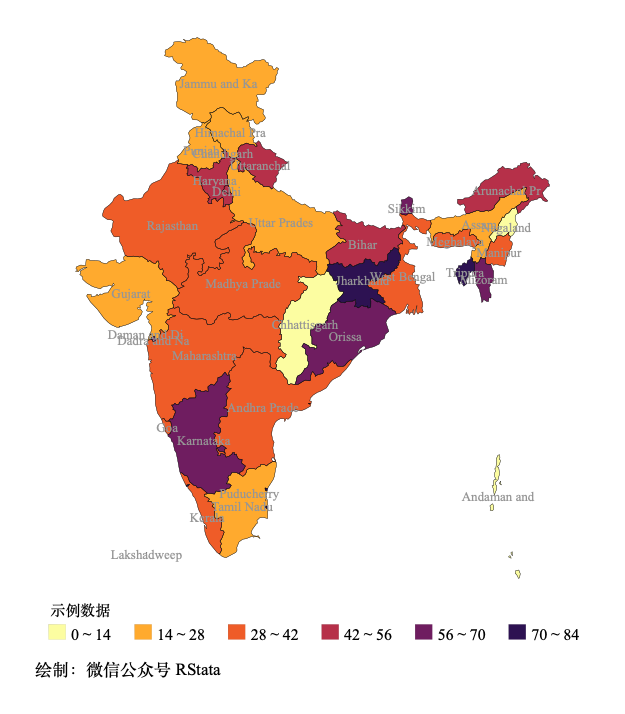 Jammu and Ka
Himachal Pra
Punjab
Chandigarh
Uttaranchal
Haryana
Delhi
Arunachal Pr
Sikkim
Rajasthan
Uttar Prades
Assam
Nagaland
Bihar
Meghalaya
Manipur
Gujarat
Madhya Prade
Jharkhand
West Bengal
Tripura
Mizoram
Daman and Di
Dadra and Na
Chhattisgarh
Orissa
Maharashtra
Andhra Prade
Goa
Karnataka
Puducherry
Tamil Nadu
Kerala
Andaman and
Lakshadweep
示例数据
0 ~ 14 14 ~ 28 28 ~ 42 42 ~ 56 56 ~ 70 70 ~ 84
绘制：微信公众号 RStata